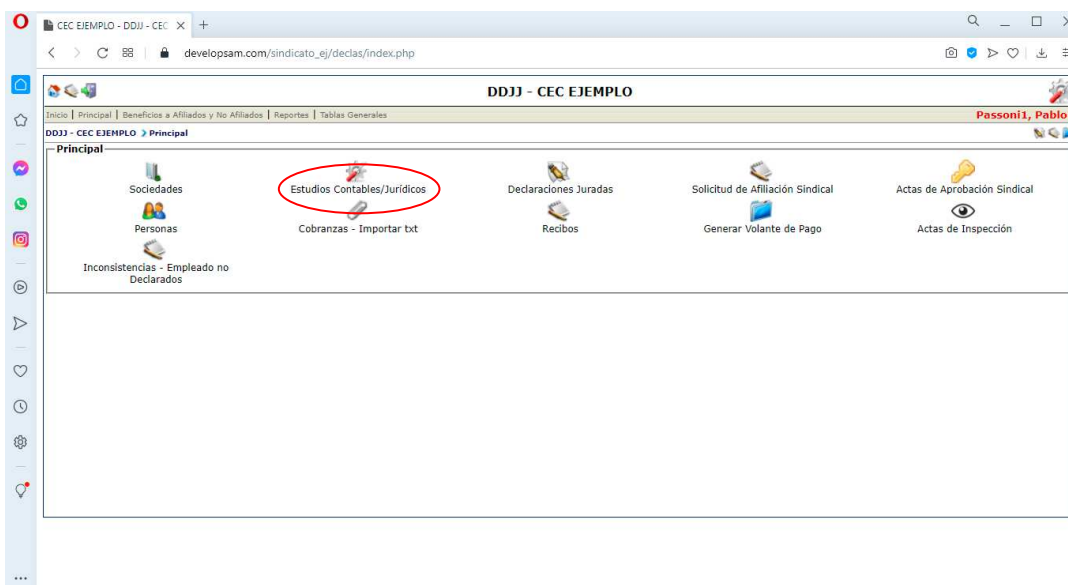 CEC EJEMPLO - DDJJ - CEC
developsam.com/sindicato_ej/declas/index.php
DDJJ - CEC EJEMPLO
Inicio | Principal | Beneficios a Afiliados y No Afiliados | Reportes | Tablas Generales
Passoni1, Pablo
DDJJ - CEC EJEMPLO Principal
Principal
Sociedades
Estudios Contables/Jurídicos
Declaraciones Juradas
Solicitud de Afiliación Sindical
Actas de Aprobación Sindical
Personas
Cobranzas - Importar txt
Recibos
Generar Volante de Pago
Actas de Inspección
Inconsistencias - Empleado no
Declarados